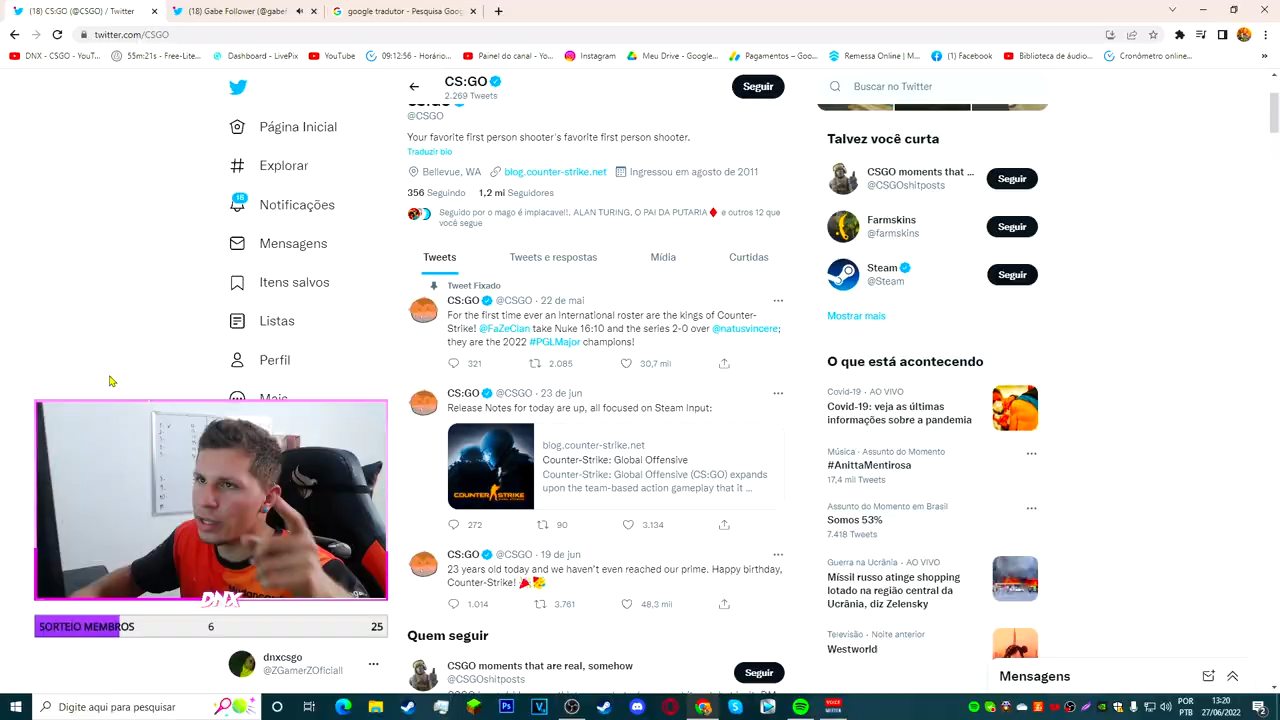 (18) CS:GO (@CSGO) / Twitter
(18) Gabe! @gabef
google tradutor - Pesquisa Goo
twitter.com/CSGO
DNX - CSGO - YouT...
55m:21s - Free-Lite...
Dashboard - LivePix
YouTube
09:12:56 - Horário...
Painel do canal - Yo...
Instagram
Meu Drive - Google...
Pagamentos – Goo...
Remessa Online | M...
(1) Facebook
Biblioteca de áudio...
Cronômetro online...
»
CS:GO
2.269 Tweets
Seguir
@CSGO
Your favorite first person shooter's favorite first person shooter.
Traduzir bio
Bellevue, WA
blog.counter-strike.net
Ingressou em agosto de 2011
356 Seguindo
1,2 mi Seguidores
Seguido por o mago é implacavel!!, ALAN TURING, O PAI DA PUTARIA♦ e outros 12 que
você segue
Tweets
Tweets e respostas
Mídia
Curtidas
Tweet Fixado
CS:GO @CSGO · 22 de mai
For the first time ever an International roster are the kings of Counter-
Strike! @FaZeClan take Nuke 16:10 and the series 2-0 over @natusvincere;
they are the 2022 #PGLMajor champions!
321
2.085
30,7 mil
CS:GO @CSGO · 23 de jun
Release Notes for today are up, all focused on Steam Input:
blog.counter-strike.net
Counter-Strike: Global Offensive
Counter-Strike: Global Offensive (CS:GO) expands
upon the team-based action gameplay that it ...
COUNTER STRIKE
272
90
3.134
CS:GO @CSGO · 19 de jun
23 years old today and we haven't even reached our prime. Happy birthday,
Counter-Strike! 🎉🥳
1.014
3.761
48,3 mil
Quem seguir
CSGO moments that are real, somehow
@CSGOshitposts
Seguir
Página Inicial
Explorar
18
Notificações
Mensagens
Itens salvos
Listas
Perfil
Mais
DNX
SORTEIO MEMBROS
6
25
dnxcsgo
@ZGamerZOficiall
Buscar no Twitter
Talvez você curta
CSGO moments that ...
@CSGOshitposts
Seguir
Farmskins
@farmskins
Seguir
Steam
@Steam
Seguir
Mostrar mais
O que está acontecendo
Covid-19 · AO VIVO
Covid-19: veja as últimas
informações sobre a pandemia
Música · Assunto do Momento
#AnittaMentirosa
17,4 mil Tweets
Assunto do Momento em Brasil
Somos 53%
7.418 Tweets
Guerra na Ucrânia · AO VIVO
Míssil russo atinge shopping
lotado na região central da
Ucrânia, diz Zelensky
Televisão · Noite anterior
Westworld
Mensagens
Digite aqui para pesquisar
Ps
V
POR
PTB
13:20
27/06/2022